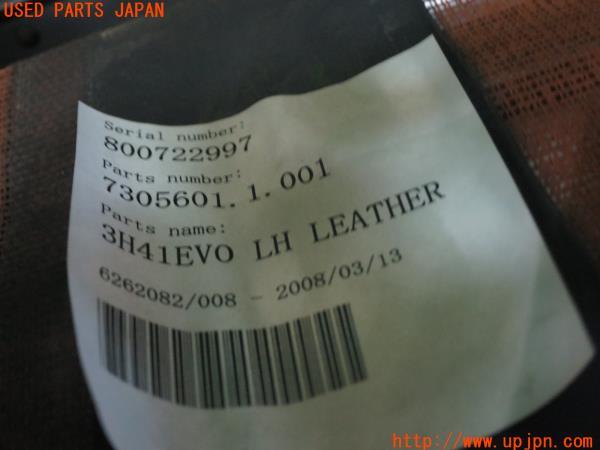 USED PARTS JAPAN
Serial number:
800722997
Parts number:
7305601.1.001
Parts name:
3H41EVO LH LEATHER
6262082/008 - 2008/03/13
http://www.upjpn.com